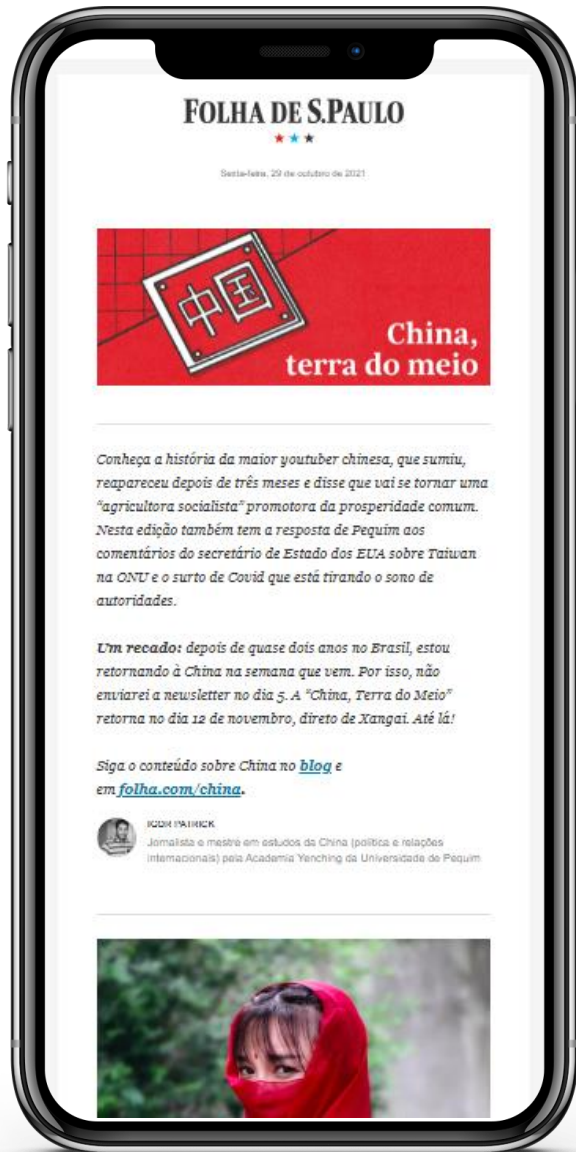 FOLHA DE S.PAULO
Sexta-feira, 29 de outubro de 2021
中国
China,
terra do meio
Conheça a história da maior youtuber chinesa, que sumiu,
reapareceu depois de três meses e disse que vai se tornar uma
"agricultora socialista" promotora da prosperidade comum.
Nesta edição também tem a resposta de Pequim aos
comentários do secretário de Estado dos EUA sobre Taiwan
na ONU e o surto de Covid que está tirando o sono de
autoridades.
Um recado: depois de quase dois anos no Brasil, estou
retornando à China na semana que vem. Por isso, não
enviarei a newsletter no dia 5. A "China, Terra do Meio"
retorna no dia 12 de novembro, direto de Xangai. Até lá!
Siga o conteúdo sobre China no blog e
em folha.com/china.
IGOR PATRICK
Jornalista e mestre em estudos da China (política e relações
internacionais) pela Academia Yenching da Universidade de Pequim